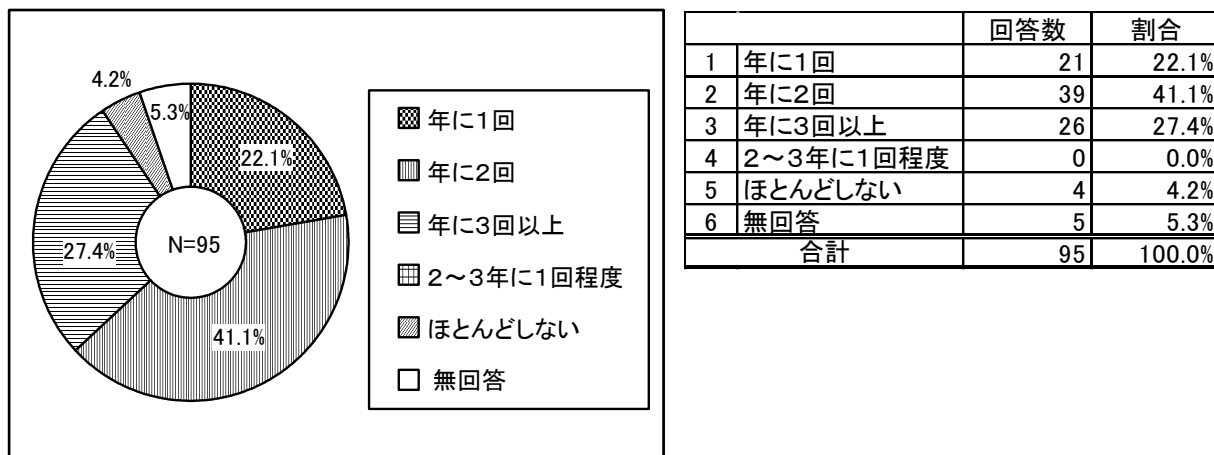 4.2%
5.3%
22.1%
27.4%
N=95
41.1%
年に1回
年に2回
年に3回以上
2～3年に1回程度
ほとんどしない
無回答
回答数 割合
1 年に1回 21 22.1%
2 年に2回 39 41.1%
3 年に3回以上 26 27.4%
4 2～3年に1回程度 0 0.0%
5 ほとんどしない 4 4.2%
6 無回答 5 5.3%
合計 95 100.0%